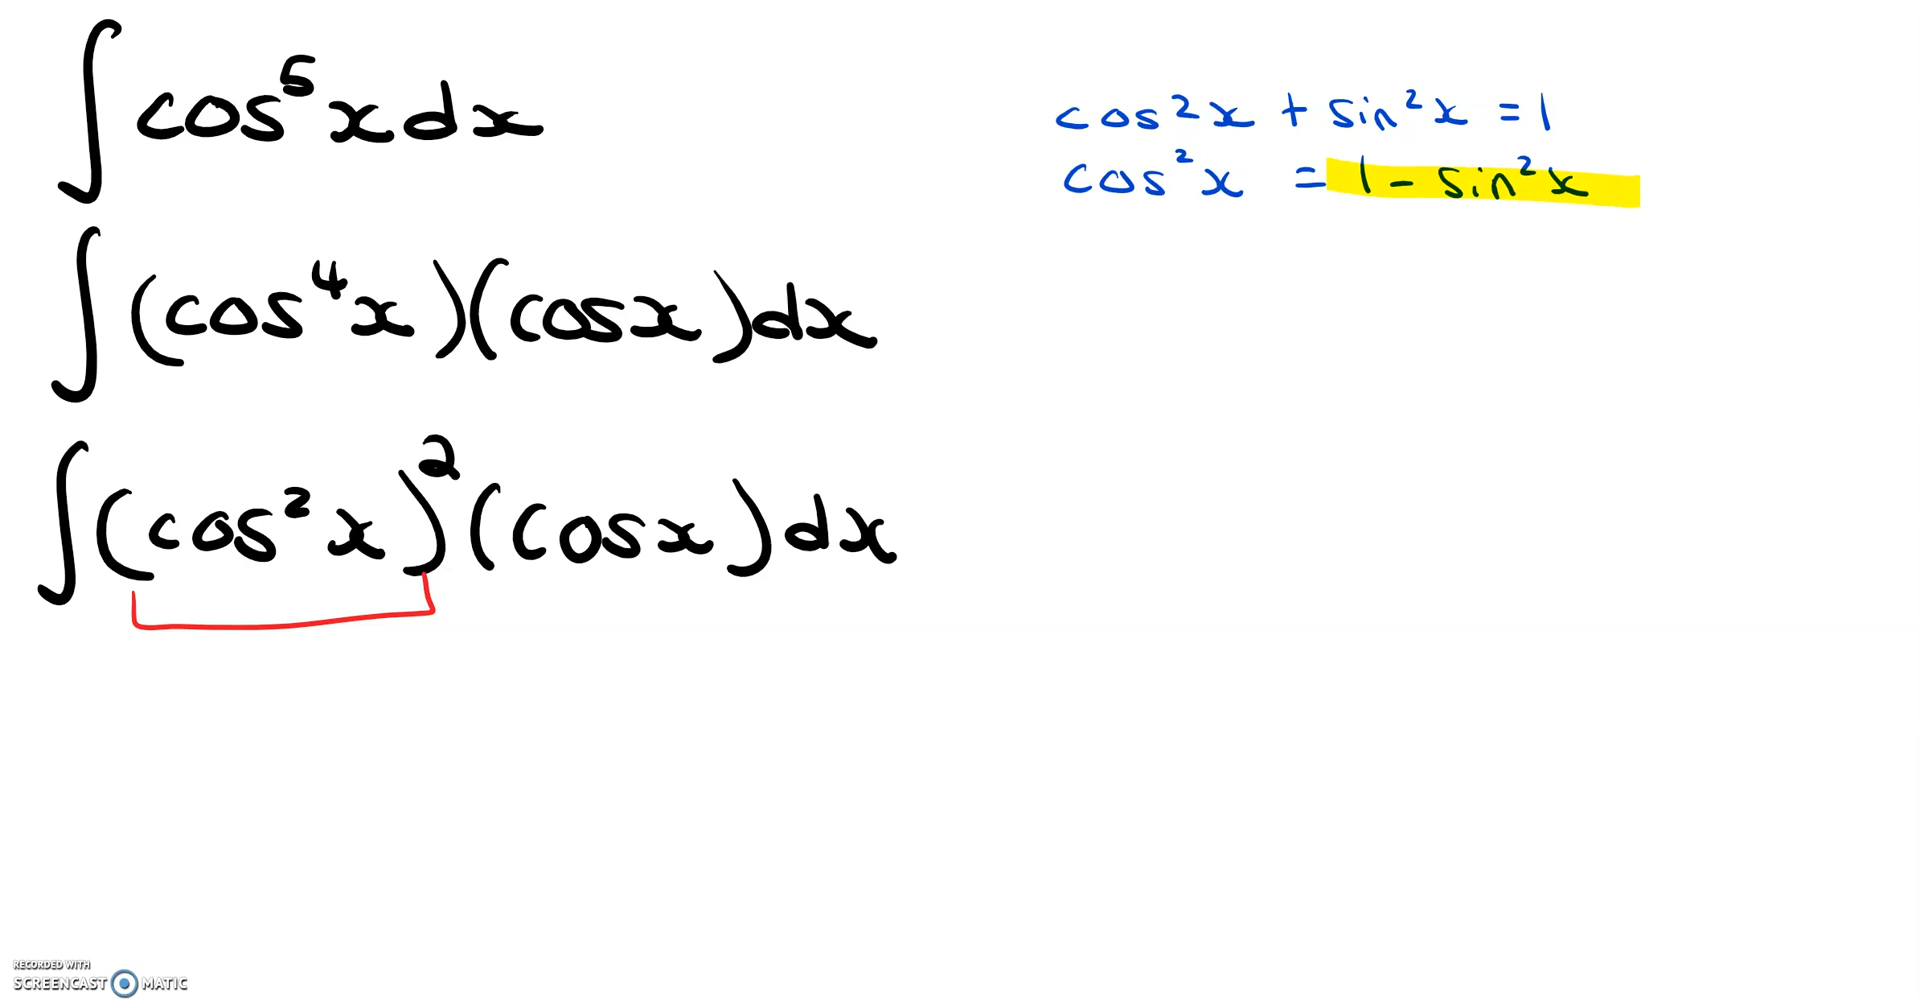 ∫ cos⁵x dx
∫ (cos⁴x)(cosx)dx
∫ (cos²x)²(cosx)dx
cos²x + sin²x = 1
cos²x = 1 - sin²x
RECORDED WITH
SCREENCAST MATIC